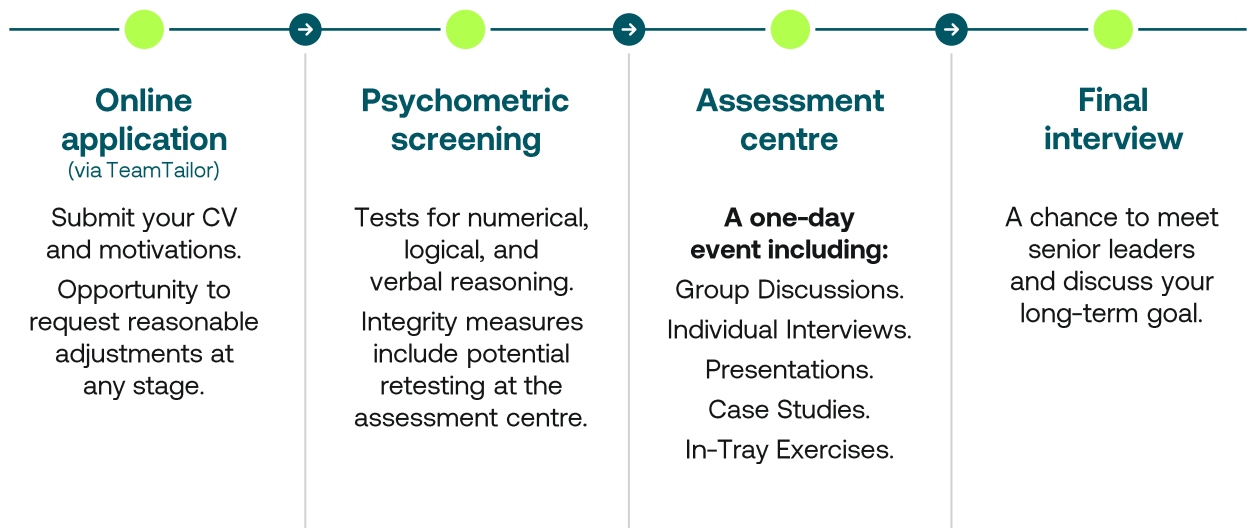 Online
application
(via TeamTailor)
Submit your CV
and motivations.
Opportunity to
request reasonable
adjustments at
any stage.
Psychometric
screening
Tests for numerical,
logical, and
verbal reasoning.
Integrity measures
include potential
retesting at the
assessment centre.
Assessment
centre
A one-day
event including:
Group Discussions.
Individual Interviews.
Presentations.
Case Studies.
In-Tray Exercises.
Final
interview
A chance to meet
senior leaders
and discuss your
long-term goal.